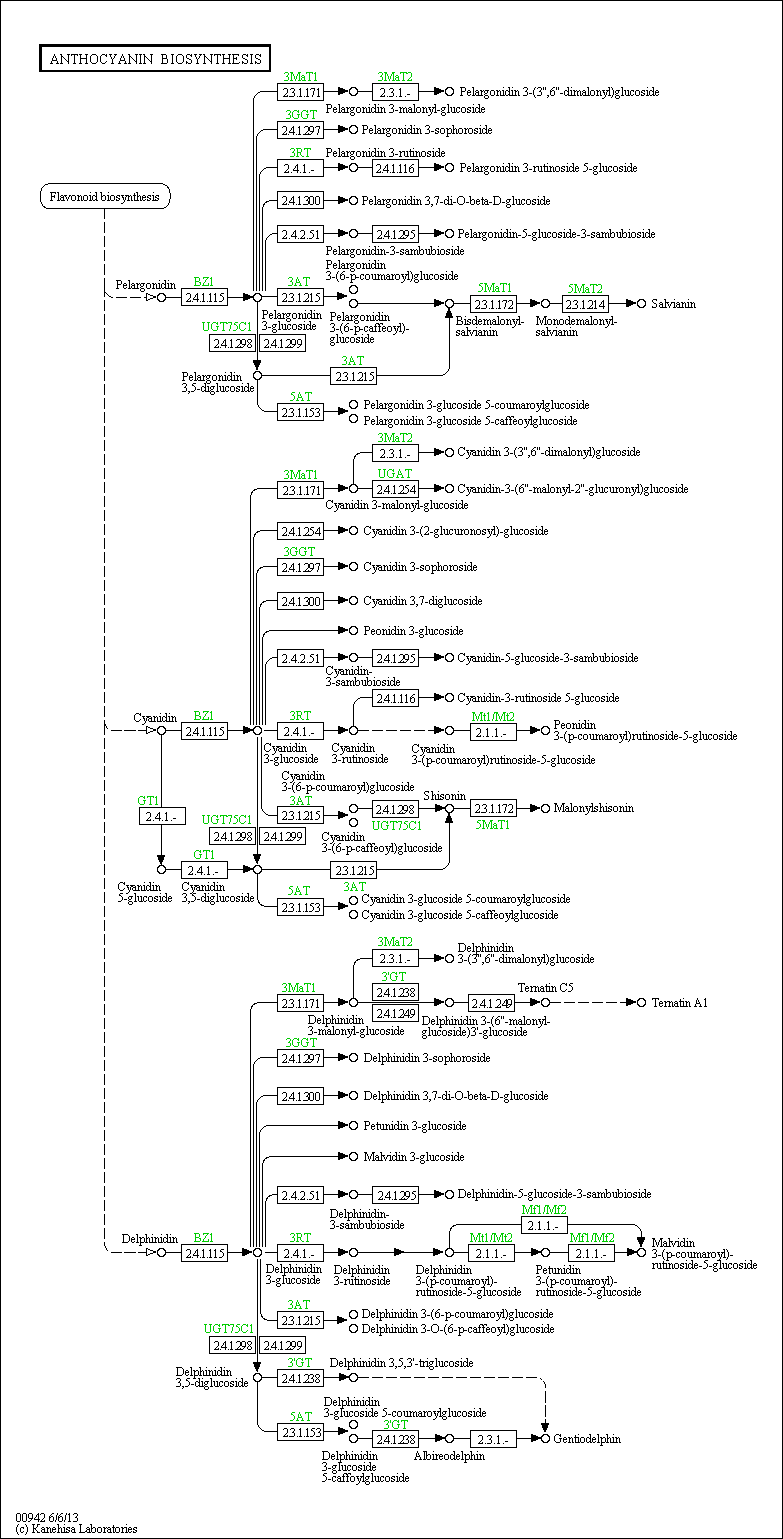 ANTHOCYANIN BIOSYNTHESIS
3MaT1
3MaT2
2.3.1.171
2.3.1.-
Pelargonidin 3-(3",6"-dimalonyl)glucoside
Pelargonidin 3-malonyl-glucoside
3GGT
2.4.1.297
Pelargonidin 3-sophoroside
3RT
Pelargonidin 3-rutinoside
2.4.1.-
2.4.1.116
Pelargonidin 3-rutinoside 5-glucoside
Flavonoid biosynthesis
2.4.1.300
Pelargonidin 3,7-di-O-beta-D-glucoside
2.4.2.51
2.4.1.295
Pelargonidin-5-glucoside-3-sambubioside
Pelargonidin-3-sambubioside
Pelargonidin
3-(6-p-coumaroyl)glucoside
Pelargonidin
BZ1
2.4.1.115
3AT
2.3.1.215
5MaT1
2.3.1.172
5MaT2
2.3.1.214
Salvianin
Pelargonidin
3-glucoside
Pelargonidin
3-(6-p-caffeoyl)-
glucoside
Bisdemalonyl-
salvianin
Monodemalonyl-
salvianin
UGT75C1
2.4.1.298
2.4.1.299
3AT
2.3.1.215
Pelargonidin
3,5-diglucoside
5AT
2.3.1.153
Pelargonidin 3-glucoside 5-coumaroylglucoside
Pelargonidin 3-glucoside 5-caffeoylglucoside
3MaT2
2.3.1.-
Cyanidin 3-(3",6"-dimalonyl)glucoside
3MaT1
UGAT
2.3.1.171
2.4.1.254
Cyanidin-3-(6"-malonyl-2"-glucuronyl)glucoside
Cyanidin 3-malonyl-glucoside
2.4.1.254
Cyanidin 3-(2-glucuronosyl)-glucoside
3GGT
2.4.1.297
Cyanidin 3-sophoroside
2.4.1.300
Cyanidin 3,7-diglucoside
Peonidin 3-glucoside
2.4.2.51
2.4.1.295
Cyanidin-5-glucoside-3-sambubioside
Cyanidin-
3-sambubioside
2.4.1.116
Cyanidin-3-rutinoside 5-glucoside
Cyanidin
BZ1
2.4.1.115
3RT
2.4.1.-
Mt1/Mt2
2.1.1.-
Peonidin
3-(p-coumaroyl)rutinoside-5-glucoside
Cyanidin
3-glucoside
Cyanidin
3-rutinoside
Cyanidin
3-(p-coumaroyl)rutinoside-5-glucoside
Cyanidin
3-(6-p-coumaroyl)glucoside
GT1
2.4.1.-
3AT
2.3.1.215
2.4.1.298
UGT75C1
Shisonin
2.3.1.172
5MaT1
Malonylshisonin
UGT75C1
2.4.1.298
2.4.1.299
Cyanidin
3-(6-p-caffeoyl)glucoside
GT1
2.4.1.-
2.3.1.215
3AT
Cyanidin
5-glucoside
Cyanidin
3,5-diglucoside
5AT
2.3.1.153
Cyanidin 3-glucoside 5-coumaroylglucoside
Cyanidin 3-glucoside 5-caffeoylglucoside
3MaT2
2.3.1.-
Delphinidin
3-(3",6"-dimalonyl)glucoside
3MaT1
2.3.1.171
3'GT
2.4.1.238
2.4.1.249
2.4.1.249
Ternatin C5
Ternatin A1
Delphinidin
3-malonyl-glucoside
Delphinidin 3-(6"-malonyl-
glucoside)3'-glucoside
3GGT
2.4.1.297
Delphinidin 3-sophoroside
2.4.1.300
Delphinidin 3,7-di-O-beta-D-glucoside
Petunidin 3-glucoside
Malvidin 3-glucoside
2.4.2.51
2.4.1.295
Delphinidin-5-glucoside-3-sambubioside
Delphinidin-
3-sambubioside
Mf1/Mf2
2.1.1.-
Delphinidin
BZ1
2.4.1.115
3RT
2.4.1.-
Mt1/Mt2
2.1.1.-
Mf1/Mf2
2.1.1.-
Malvidin
3-(p-coumaroyl)-
rutinoside-5-glucoside
Delphinidin
3-glucoside
Delphinidin
3-rutinoside
Delphinidin
3-(p-coumaroyl)-
rutinoside-5-glucoside
Petunidin
3-(p-coumaroyl)-
rutinoside-5-glucoside
3AT
2.3.1.215
Delphinidin 3-(6-p-coumaroyl)glucoside
Delphinidin 3-O-(6-p-caffeoyl)glucoside
UGT75C1
2.4.1.298
2.4.1.299
Delphinidin
3,5-diglucoside
3'GT
2.4.1.238
Delphinidin 3,5,3'-triglucoside
Delphinidin
3-glucoside 5-coumaroylglucoside
5AT
2.3.1.153
3'GT
2.4.1.238
2.3.1.-
Gentiodelphin
Delphinidin
3-glucoside
5-caffoylglucoside
Albireodelphin
00942 6/6/13
(c) Kanehisa Laboratories